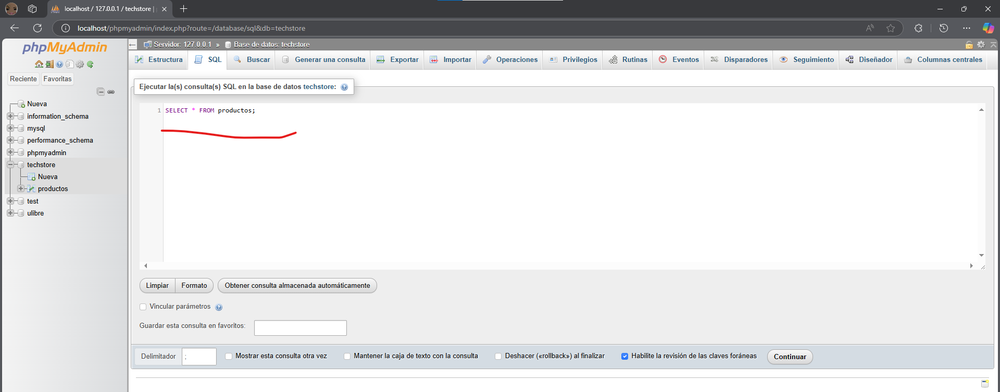 localhost / 127.0.0.1 / techstore |
localhost/phpmyadmin/index.php?route=/database/sql&db=techstore
phpMyAdmin
Reciente Favoritas
Nueva
information_schema
mysql
performance_schema
phpmyadmin
techstore
Nueva
productos
test
ulibre
Servidor: 127.0.0.1 » Base de datos: techstore
Estructura SQL Buscar Generar una consulta Exportar Importar Operaciones Privilegios Rutinas Eventos Disparadores Seguimiento Diseñador Columnas centrales
Ejecutar la(s) consulta(s) SQL en la base de datos techstore:
1 SELECT * FROM productos;
Limpiar Formato Obtener consulta almacenada automáticamente
Vincular parámetros
Guardar esta consulta en favoritos:
Delimitador ; Mostrar esta consulta otra vez Mantener la caja de texto con la consulta Deshacer («rollback») al finalizar Habilite la revisión de las claves foráneas Continuar